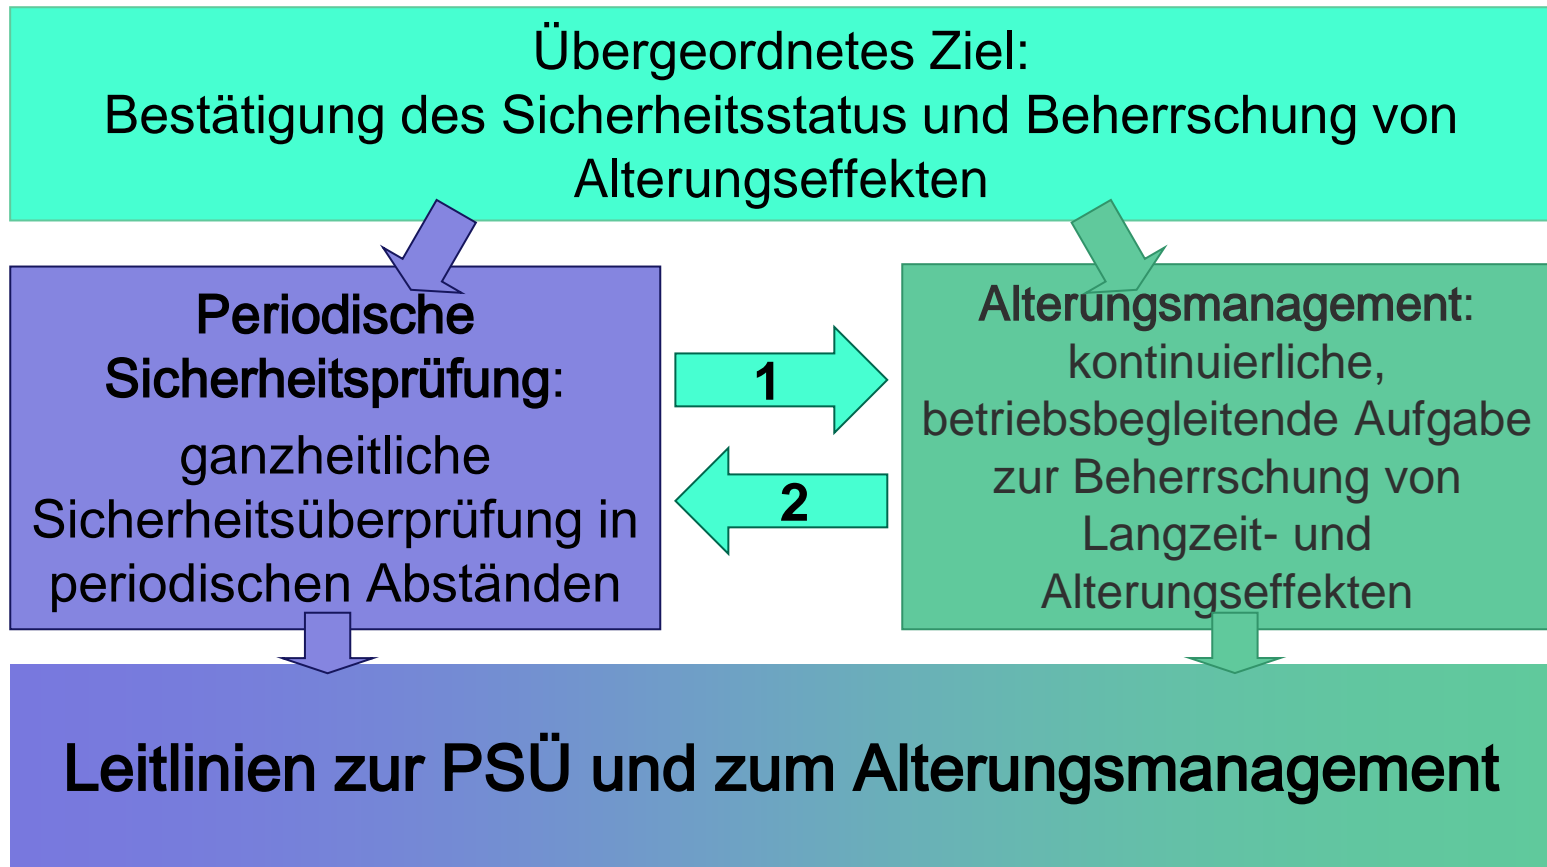 Übergeordnetes Ziel:
Bestätigung des Sicherheitsstatus und Beherrschung von
Alterungseffekten
Periodische
Sicherheitsprüfung:
ganzheitliche
Sicherheitsüberprüfung in
periodischen Abständen
1
2
Alterungsmanagement:
kontinuierliche,
betriebsbegleitende Aufgabe
zur Beherrschung von
Langzeit- und
Alterungseffekten
Leitlinien zur PSÜ und zum Alterungsmanagement